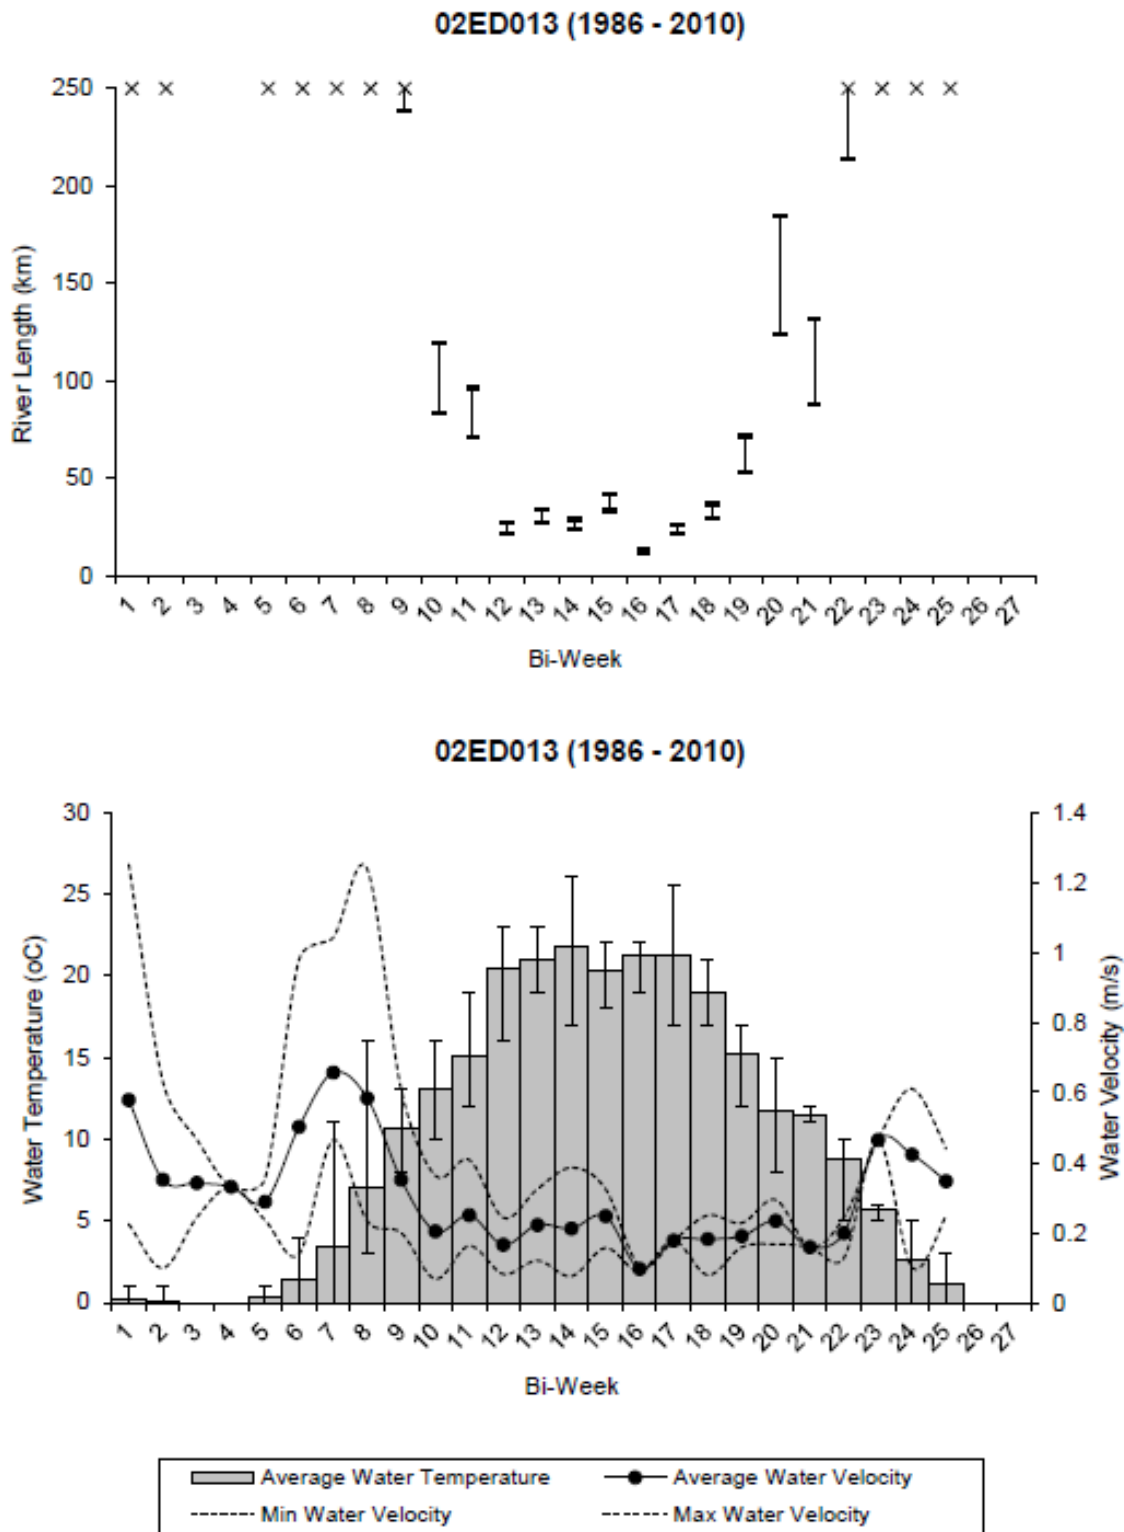 02ED013 (1986 - 2010)
250
200
150
100
50
0
River Length (km)
1 2 3 4 5 6 7 8 9 10 11 12 13 14 15 16 17 18 19 20 21 22 23 24 25 26 27
Bi-Week
02ED013 (1986 - 2010)
30
25
20
15
10
5
0
Water Temperature (oC)
1.4
1.2
1
0.8
0.6
0.4
0.2
0
Water Velocity (m/s)
1 2 3 4 5 6 7 8 9 10 11 12 13 14 15 16 17 18 19 20 21 22 23 24 25 26 27
Bi-Week
Average Water Temperature Average Water Velocity
Min Water Velocity Max Water Velocity